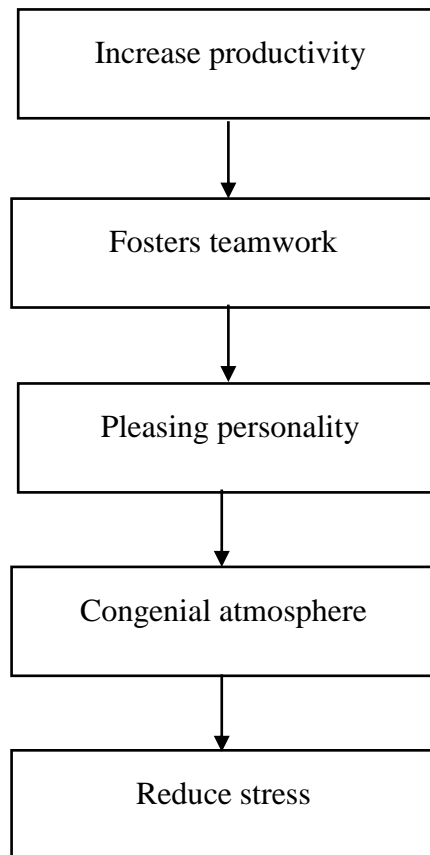 Increase productivity
Fosters teamwork
Pleasing personality
Congenial atmosphere
Reduce stress